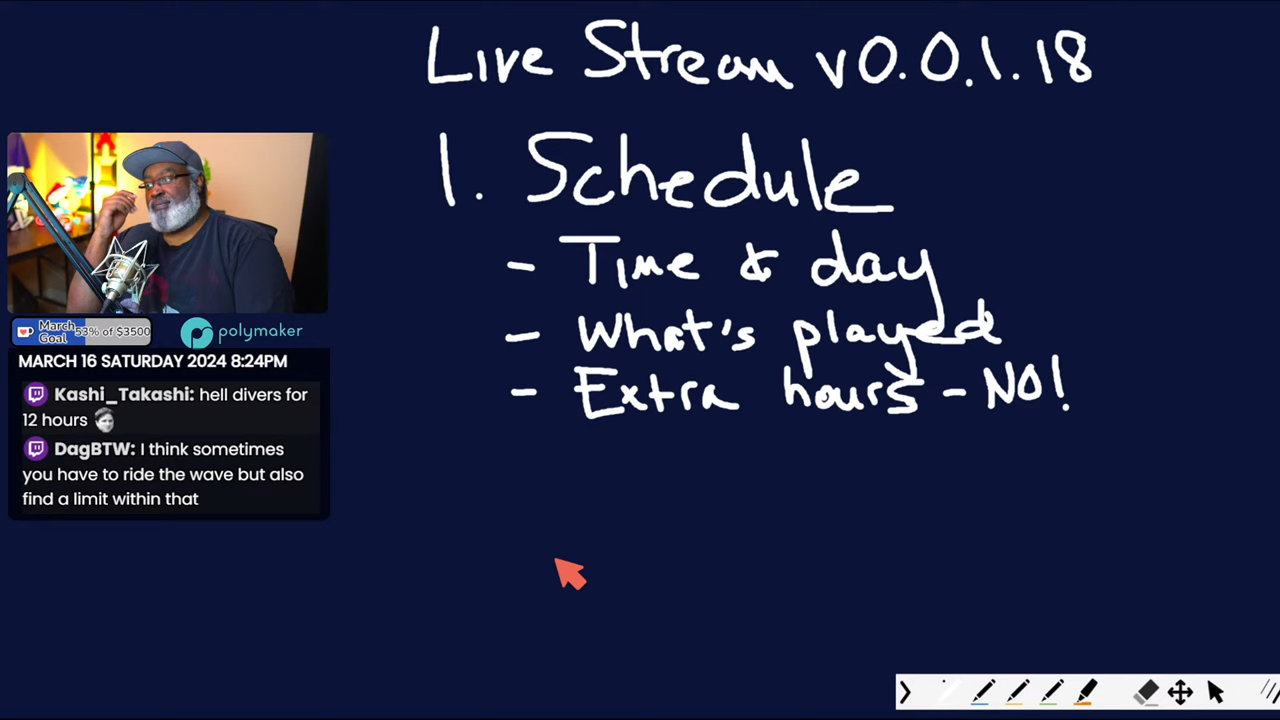 Live Stream v0.0.1.18
1. Schedule
- Time & day
- What's played
- Extra hours - NO!
March Goal 53% of $3500
polymaker
MARCH 16 SATURDAY 2024 8:24PM
Kashi_Takashi: hell divers for
12 hours
DagBTW: I think sometimes
you have to ride the wave but also
find a limit within that